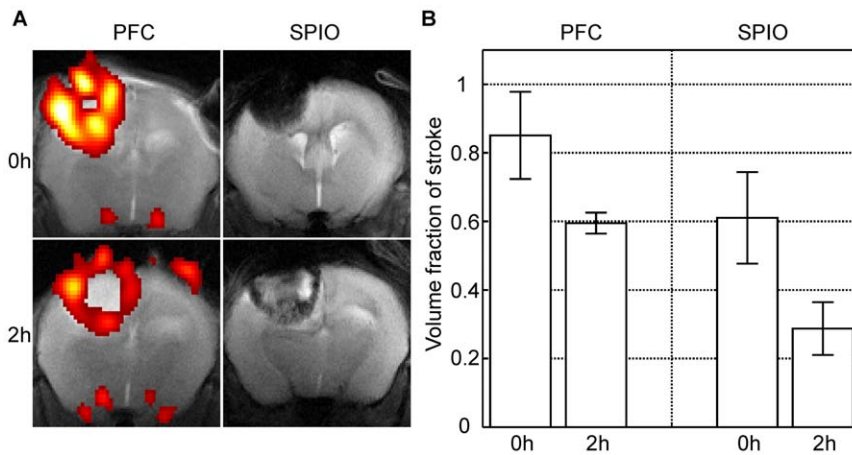 A
PFC
SPIO
0h
2h
B
PFC
SPIO
Volume fraction of stroke
1
0.8
0.6
0.4
0.2
0
0h
2h
0h
2h